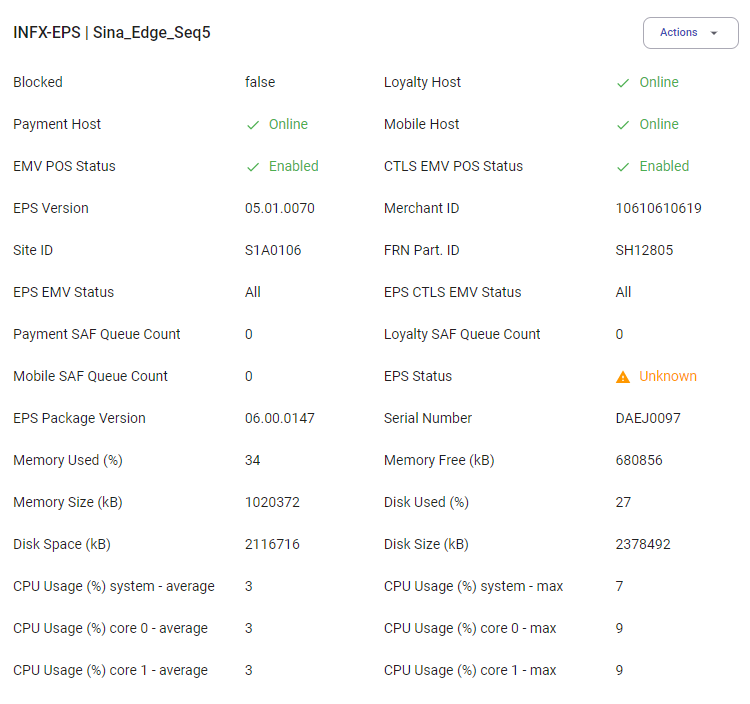 INFX-EPS | Sina_Edge_Seq5 Actions
Blocked false Loyalty Host Online
Payment Host Online Mobile Host Online
EMV POS Status Enabled CTLS EMV POS Status Enabled
EPS Version 05.01.0070 Merchant ID 10610610619
Site ID S1A0106 FRN Part. ID SH12805
EPS EMV Status All EPS CTLS EMV Status All
Payment SAF Queue Count 0 Loyalty SAF Queue Count 0
Mobile SAF Queue Count 0 EPS Status Unknown
EPS Package Version 06.00.0147 Serial Number DAEJ0097
Memory Used (%) 34 Memory Free (kB) 680856
Memory Size (kB) 1020372 Disk Used (%) 27
Disk Space (kB) 2116716 Disk Size (kB) 2378492
CPU Usage (%) system - average 3 CPU Usage (%) system - max 7
CPU Usage (%) core 0 - average 3 CPU Usage (%) core 0 - max 9
CPU Usage (%) core 1 - average 3 CPU Usage (%) core 1 - max 9